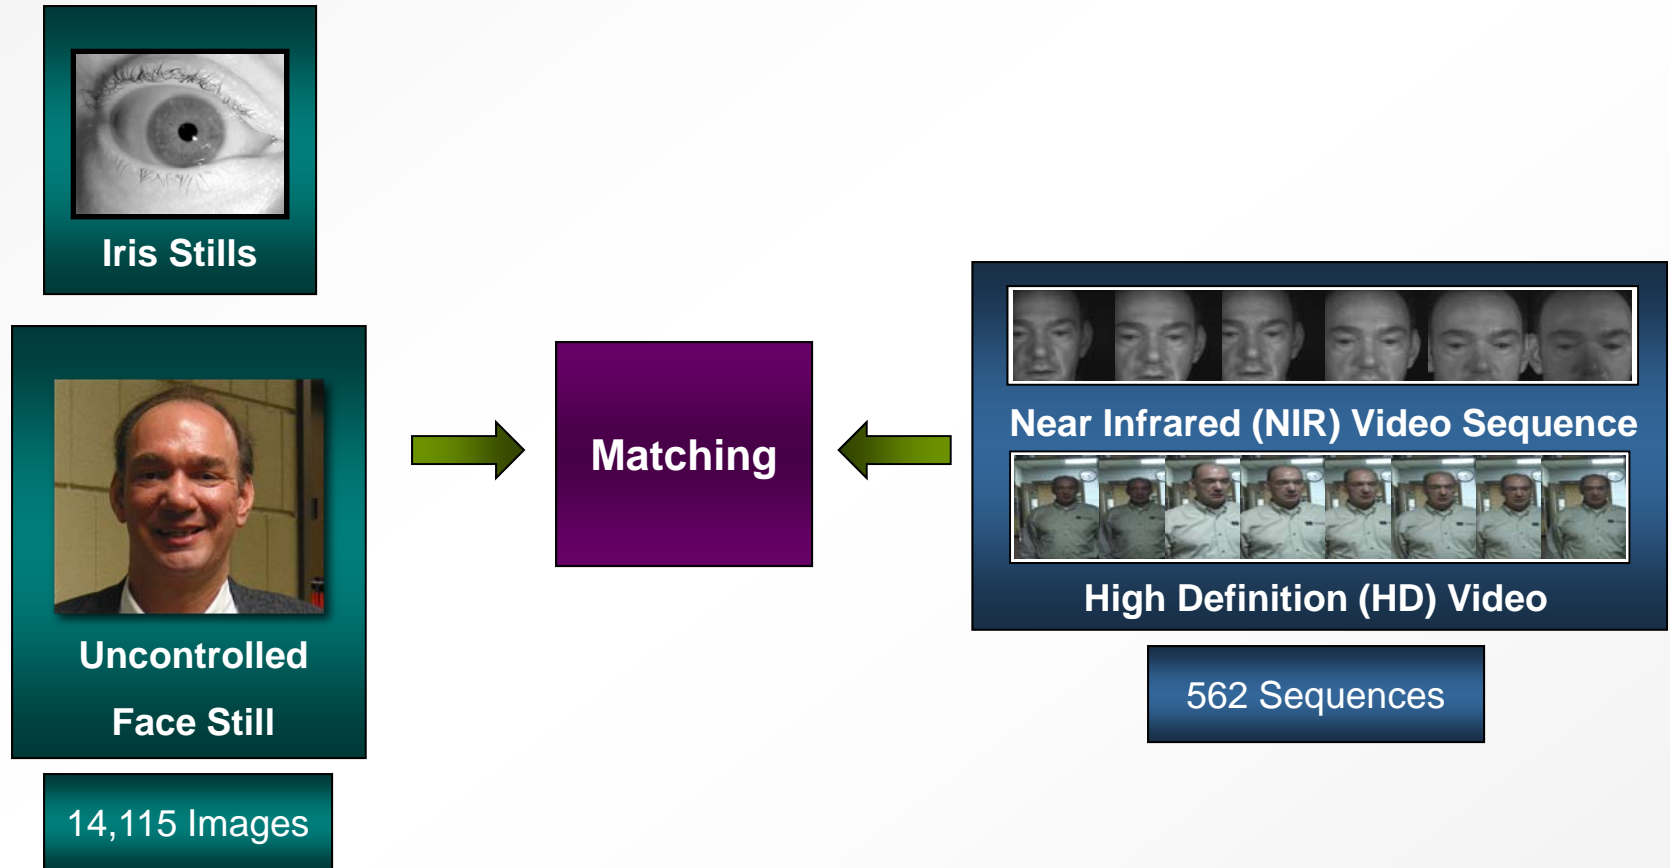 Iris Stills
Uncontrolled
Face Still
14,115 Images
Matching
Near Infrared (NIR) Video Sequence
High Definition (HD) Video
562 Sequences